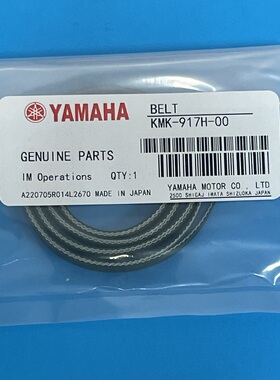 YAMAHA
BELT
KMK-917H-00
GENUINE PARTS
IM Operations QTY:1
A220705R014L2670 MADE IN JAPAN
YAMAHA MOTOR CO , LTD
2500 SHIGAJ IWATA SHIZUOKA JAPAN